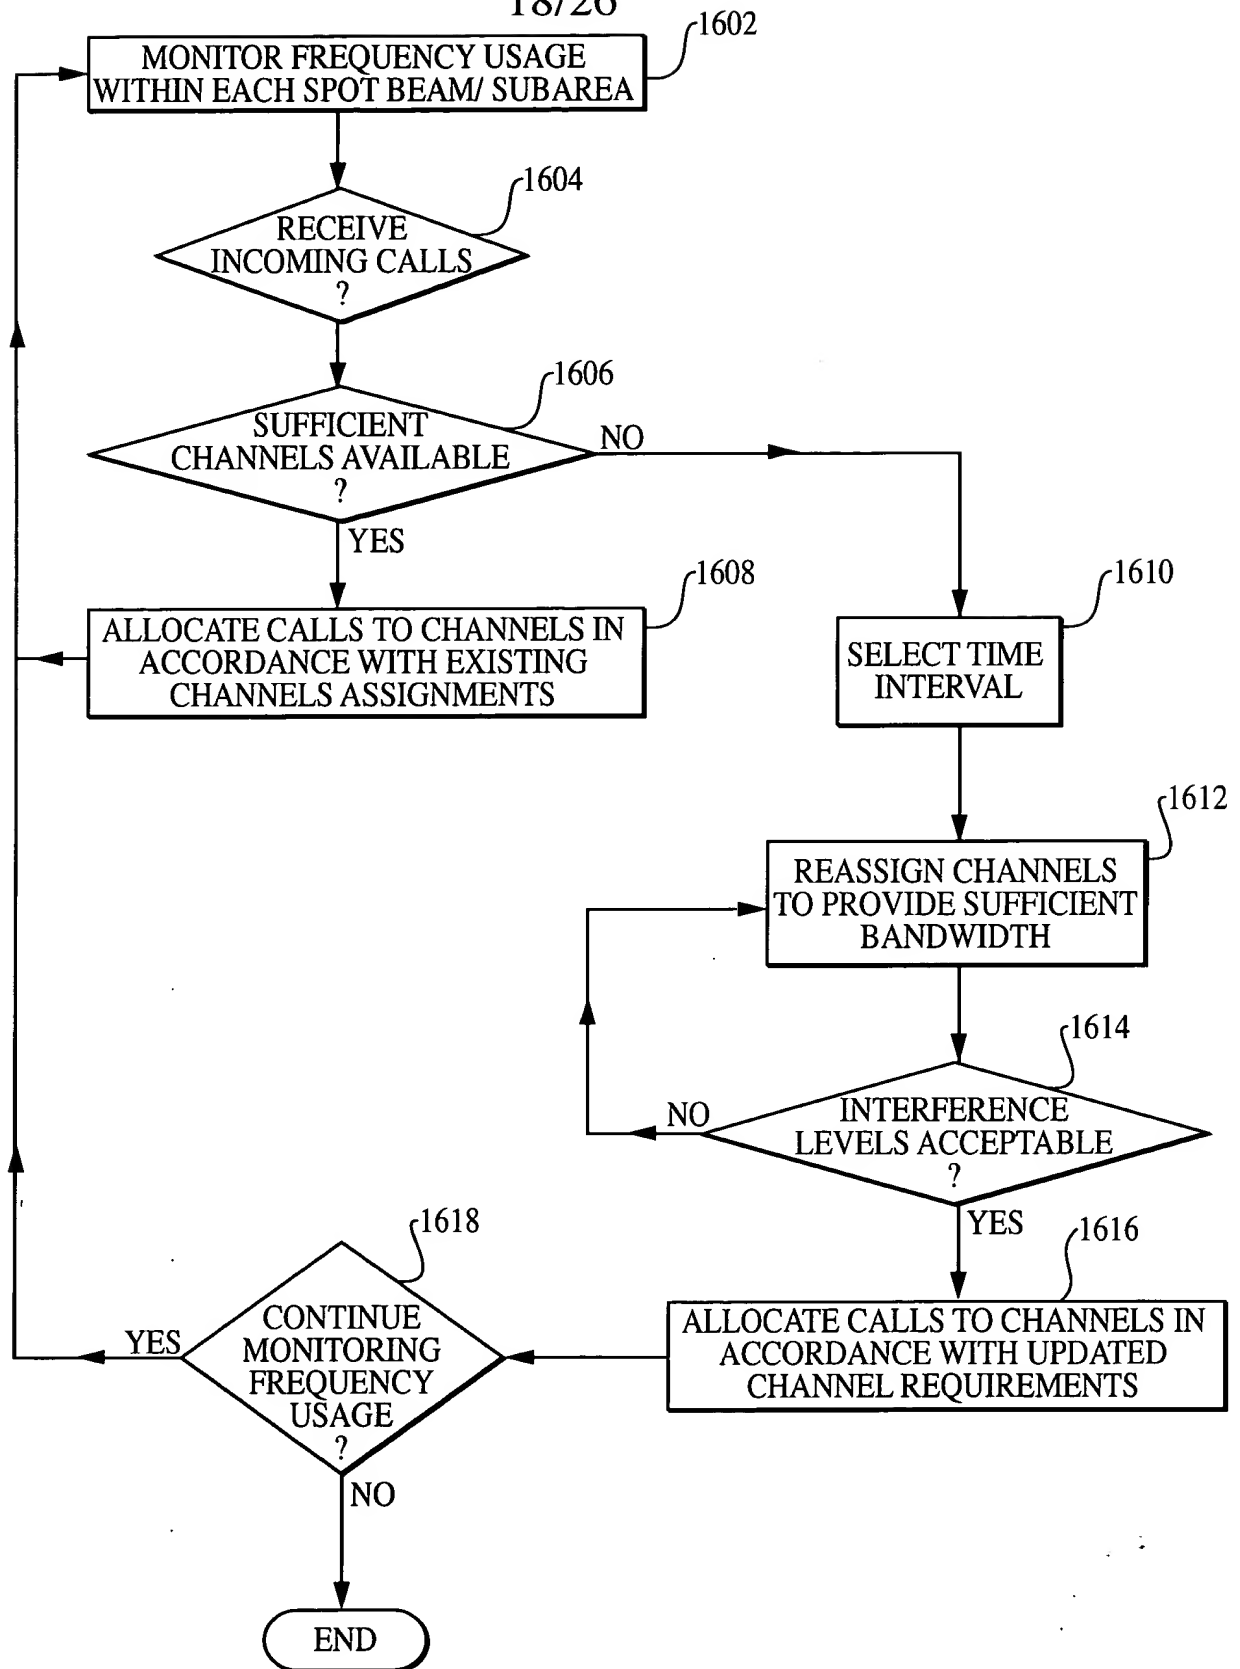 18/26
1602
MONITOR FREQUENCY USAGE
WITHIN EACH SPOT BEAM/ SUBAREA
1604
RECEIVE
INCOMING CALLS
?
1606
SUFFICIENT
CHANNELS AVAILABLE
?
NO
YES
1608
ALLOCATE CALLS TO CHANNELS IN
ACCORDANCE WITH EXISTING
CHANNELS ASSIGNMENTS
1610
SELECT TIME
INTERVAL
1612
REASSIGN CHANNELS
TO PROVIDE SUFFICIENT
BANDWIDTH
1614
INTERFERENCE
LEVELS ACCEPTABLE
?
NO
YES
1616
ALLOCATE CALLS TO CHANNELS IN
ACCORDANCE WITH UPDATED
CHANNEL REQUIREMENTS
1618
CONTINUE
MONITORING
FREQUENCY
USAGE
?
YES
NO
END